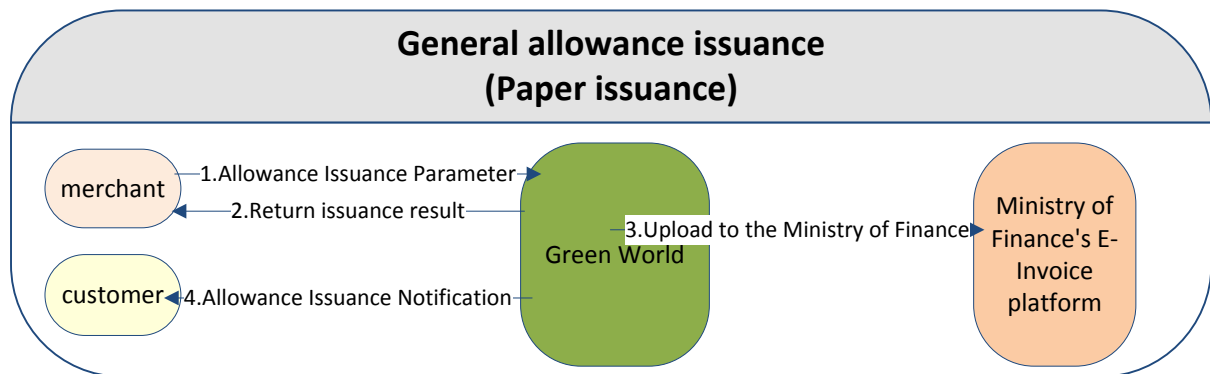 General allowance issuance
(Paper issuance)
merchant
1.Allowance Issuance Parameter
2.Return issuance result
customer
4.Allowance Issuance Notification
Green World
3.Upload to the Ministry of Finance
Ministry of
Finance's E-
Invoice
platform